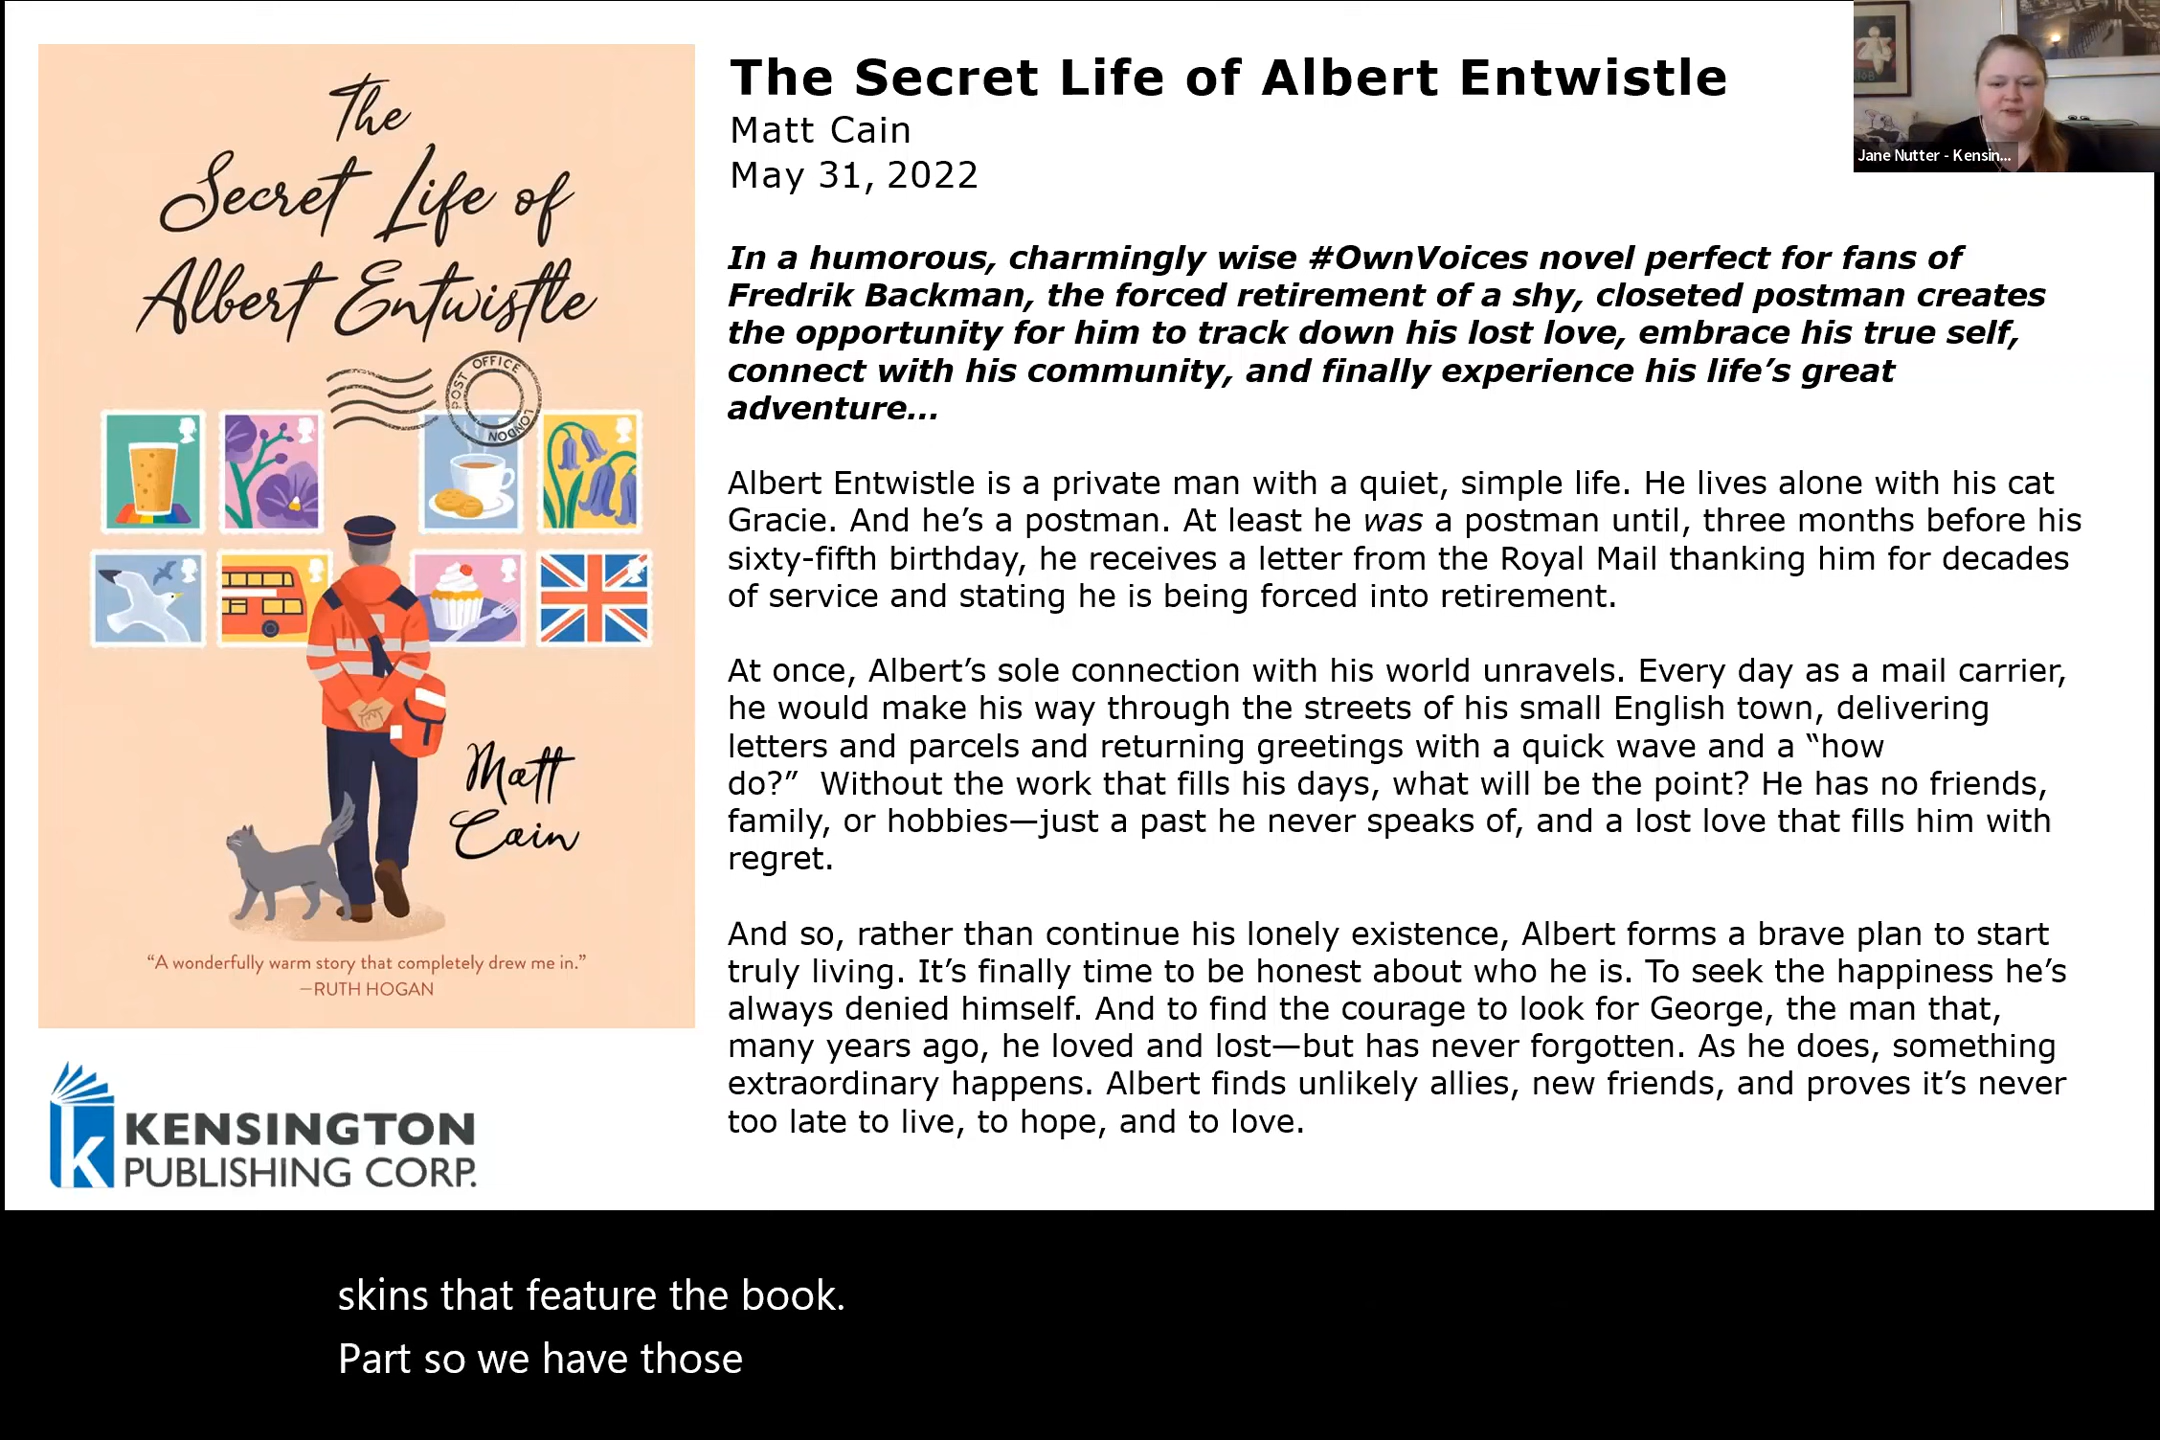 The
Secret Life of
Albert Entwistle
POST OFFICE
LONDON
Matt
Cain
“A wonderfully warm story that completely drew me in.”
—RUTH HOGAN
k KENSINGTON
PUBLISHING CORP.
The Secret Life of Albert Entwistle
Matt Cain
May 31, 2022
In a humorous, charmingly wise #OwnVoices novel perfect for fans of
Fredrik Backman, the forced retirement of a shy, closeted postman creates
the opportunity for him to track down his lost love, embrace his true self,
connect with his community, and finally experience his life’s great
adventure…
Albert Entwistle is a private man with a quiet, simple life. He lives alone with his cat
Gracie. And he’s a postman. At least he was a postman until, three months before his
sixty-fifth birthday, he receives a letter from the Royal Mail thanking him for decades
of service and stating he is being forced into retirement.
At once, Albert’s sole connection with his world unravels. Every day as a mail carrier,
he would make his way through the streets of his small English town, delivering
letters and parcels and returning greetings with a quick wave and a “how
do?”  Without the work that fills his days, what will be the point? He has no friends,
family, or hobbies—just a past he never speaks of, and a lost love that fills him with
regret.
And so, rather than continue his lonely existence, Albert forms a brave plan to start
truly living. It’s finally time to be honest about who he is. To seek the happiness he’s
always denied himself. And to find the courage to look for George, the man that,
many years ago, he loved and lost—but has never forgotten. As he does, something
extraordinary happens. Albert finds unlikely allies, new friends, and proves it’s never
too late to live, to hope, and to love.
Jane Nutter - Kensin...
skins that feature the book.
Part so we have those